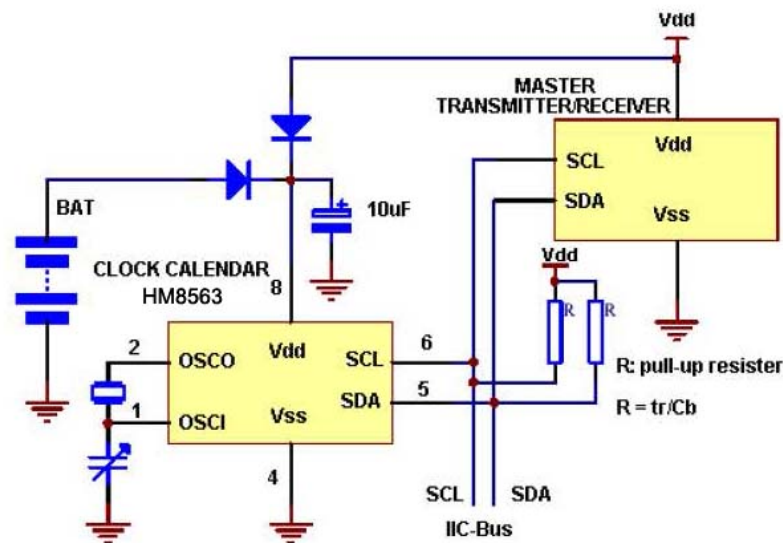 Vdd
MASTER
TRANSMITTER/RECEIVER
Vdd
SCL
SDA
Vss
BAT
10uF
+
CLOCK CALENDAR
HM8563
8
Vdd
R
R
2
OSCO
Vdd
SCL
6
R: pull-up resister
1
OSCI
Vss
SDA
5
R = tr/Cb
4
SCL
SDA
IIC-Bus